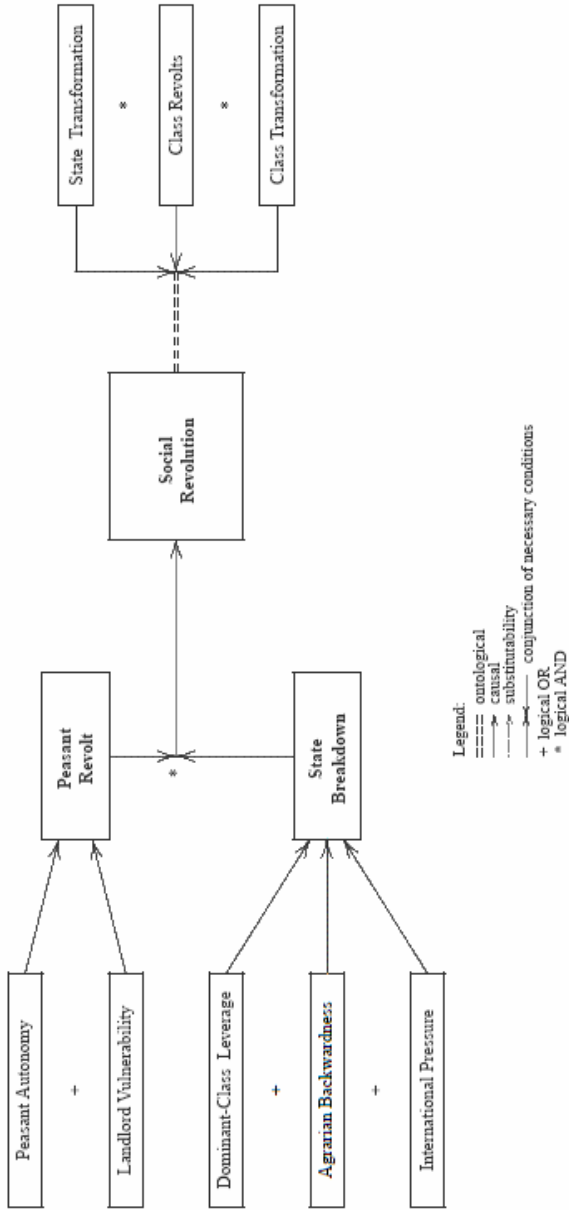 Peasant Autonomy
+
Landlord Vulnerability
Dominant-Class Leverage
+
Agrarian Backwardness
+
International Pressure
Peasant
Revolt
*
State
Breakdown
Social
Revolution
State Transformation
*
Class Revolts
*
Class Transformation
Legend:
ontological
causal
substitutability
conjunction of necessary conditions
+ logical OR
* logical AND